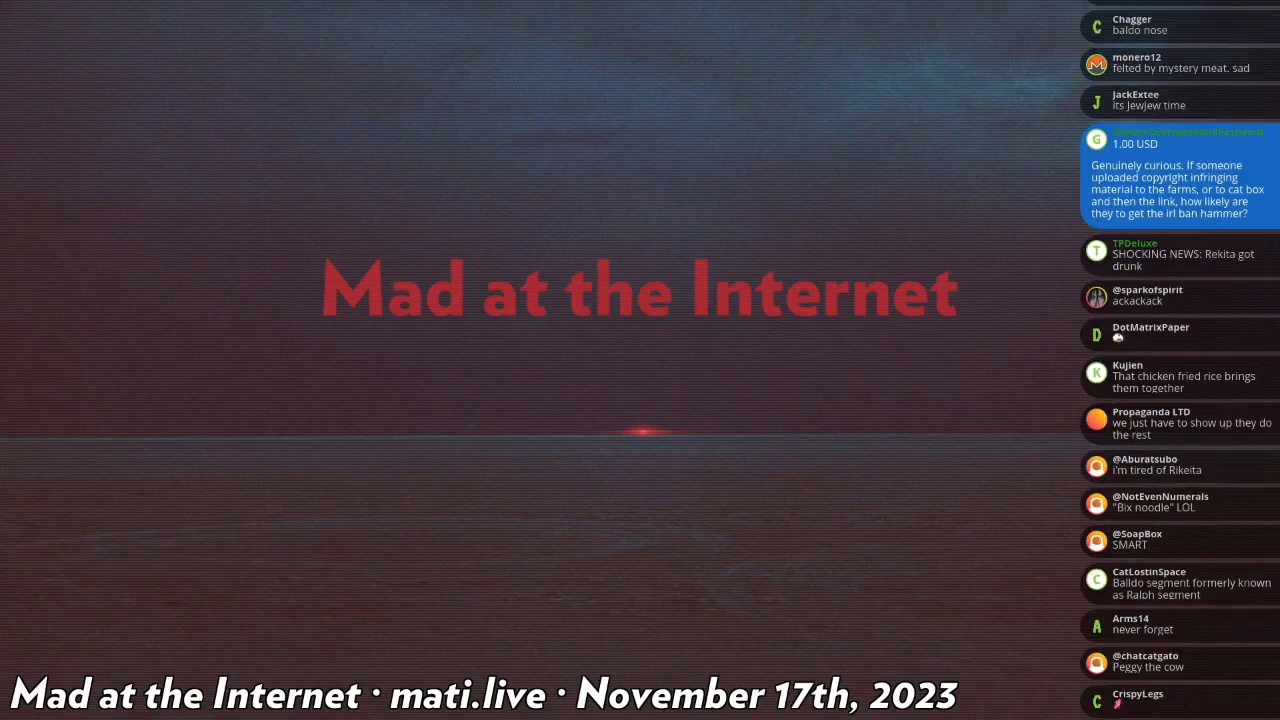 Mad at the Internet
Mad at the Internet · mati.live · November 17th, 2023
Chagger
baldo nose
monero12
felted by mystery meat. sad
JackExtee
its JewJew time
G
1.00 USD
Genuinely curious. If someone
uploaded copyright infringing
material to the farms, or to cat box
and then the link, how likely are
they to get the irl ban hammer?
TPDeluxe
SHOCKING NEWS: Rekita got
drunk
@sparkofspirit
ackackack
DotMatrixPaper
Kujien
That chicken fried rice brings
them together
Propaganda LTD
we just have to show up they do
the rest
@Aburatsubo
i'm tired of Rikeita
@NotEvenNumerals
"Bix noodle" LOL
@SoapBox
SMART
CatLostinSpace
Balldo segment formerly known
as Ralph segment
Arms14
never forget
@chatcatgato
Peggy the cow
CrispyLegs